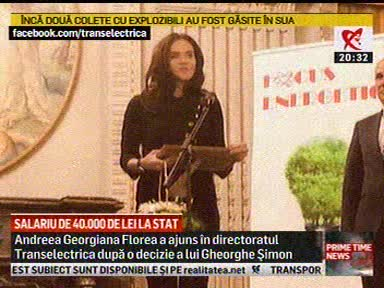 ÎNCĂ DOUĂ COLETE CU EXPLOZIBILI AU FOST GĂSITE ÎN SUA
facebook.com/transelectrica
20:32
FOCUS
ENERGETIC
SALARIU DE 40.000 DE LEI LA STAT
Andreea Georgiana Florea a ajuns în directoratul
Transelectrica după o decizie a lui Gheorghe Șimon
PRIME TIME
NEWS
EST SUBIECT SUNT DISPONIBILE ȘI PE realitatea.net
TRANSPOR